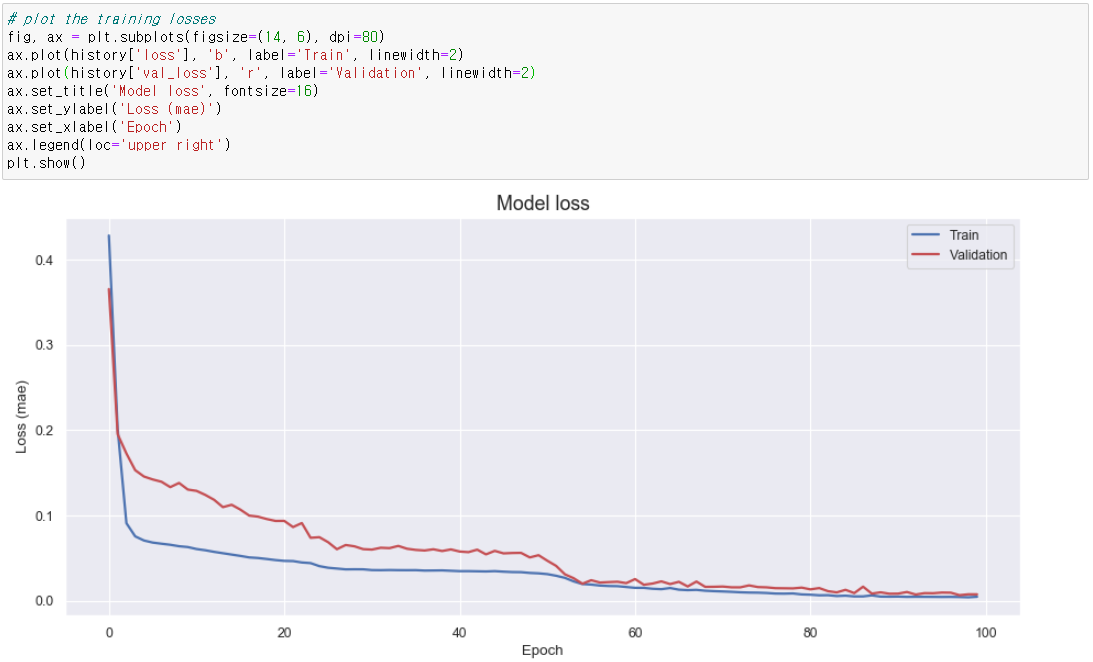 # plot the training losses
fig, ax = plt.subplots(figsize=(14, 6), dpi=80)
ax.plot(history['loss'], 'b', label='Train', linewidth=2)
ax.plot(history['val_loss'], 'r', label='Validation', linewidth=2)
ax.set_title('Model loss', fontsize=16)
ax.set_ylabel('Loss (mae)')
ax.set_xlabel('Epoch')
ax.legend(loc='upper right')
plt.show()
Model loss
Train
Validation
0.4
0.3
0.2
0.1
0.0
Loss (mae)
0 20 40 60 80 100
Epoch